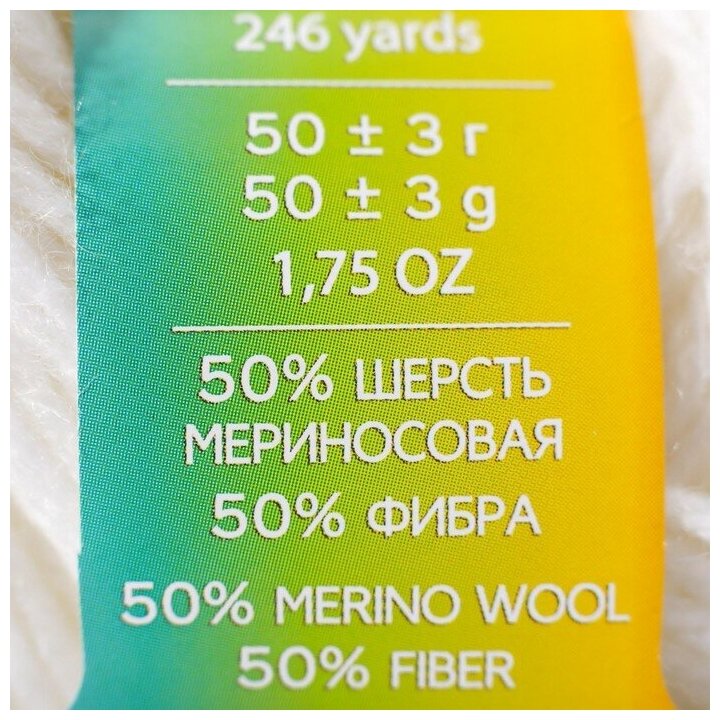 246 yards
50 ± 3 г
50 ± 3 g
1,75 OZ
50% ШЕРСТЬ
МЕРИНОСОВАЯ
50% ФИБРА
50% MERINO WOOL
50% FIBER